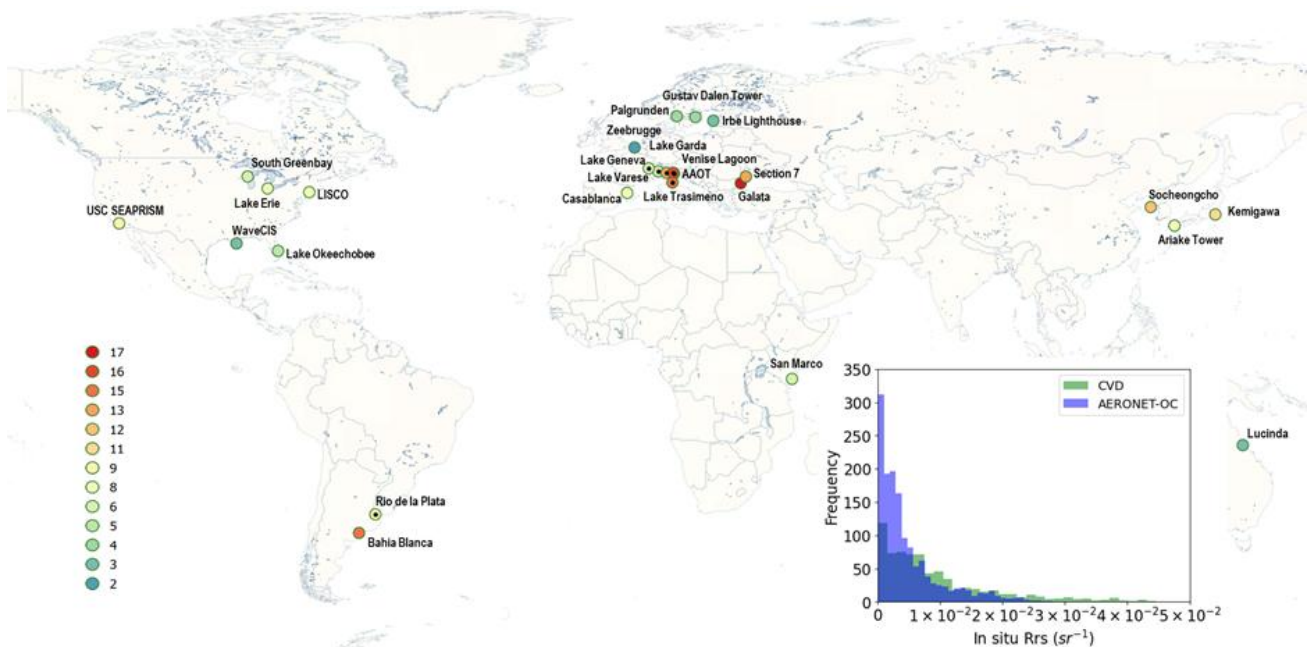 Gustav Dalen Tower
Palgrunden
Irbe Lighthouse
Zeebrugge
Lake Garda
South Greenbay
Lake Geneva
Venise Lagoon
AAOT
Section 7
Lake Varese
Lake Erie
LISCO
Casablanca
Lake Trasimeno
Galata
Socheongcho
USC SEAPRISM
Kemigawa
WaveCIS
Ariake Tower
Lake Okeechobee
17
16
15
13
12
11
9
8
6
5
4
3
2
San Marco
Rio de la Plata
Bahia Blanca
Lucinda
350
300
250
200
150
100
50
0
Frequency
CVD
AERONET-OC
0 1×10⁻² 2×10⁻² 3×10⁻² 4×10⁻² 5×10⁻²
In situ Rrs (sr⁻¹)